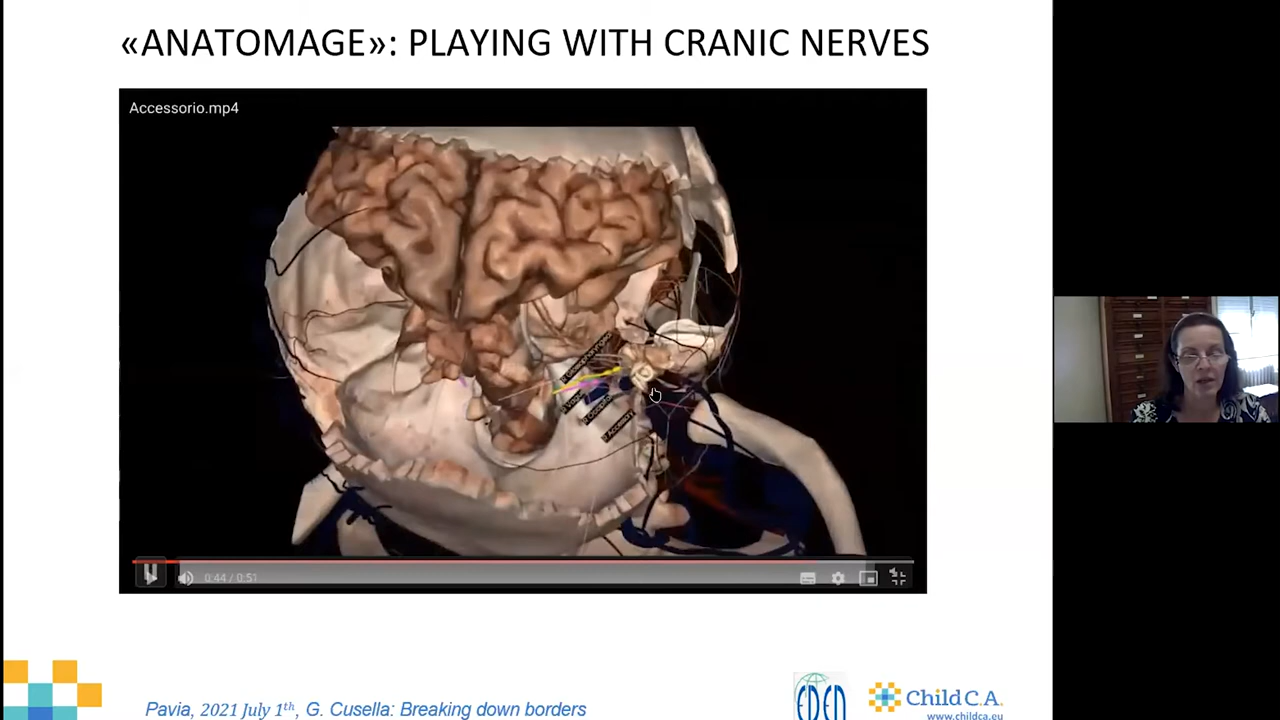 «ANATOMAGE»: PLAYING WITH CRANIC NERVES
Accessorio.mp4
0:44 / 0:51
Pavia, 2021 July 1th, G. Cusella: Breaking down borders
EDEN
Child C.A.
www.childca.eu